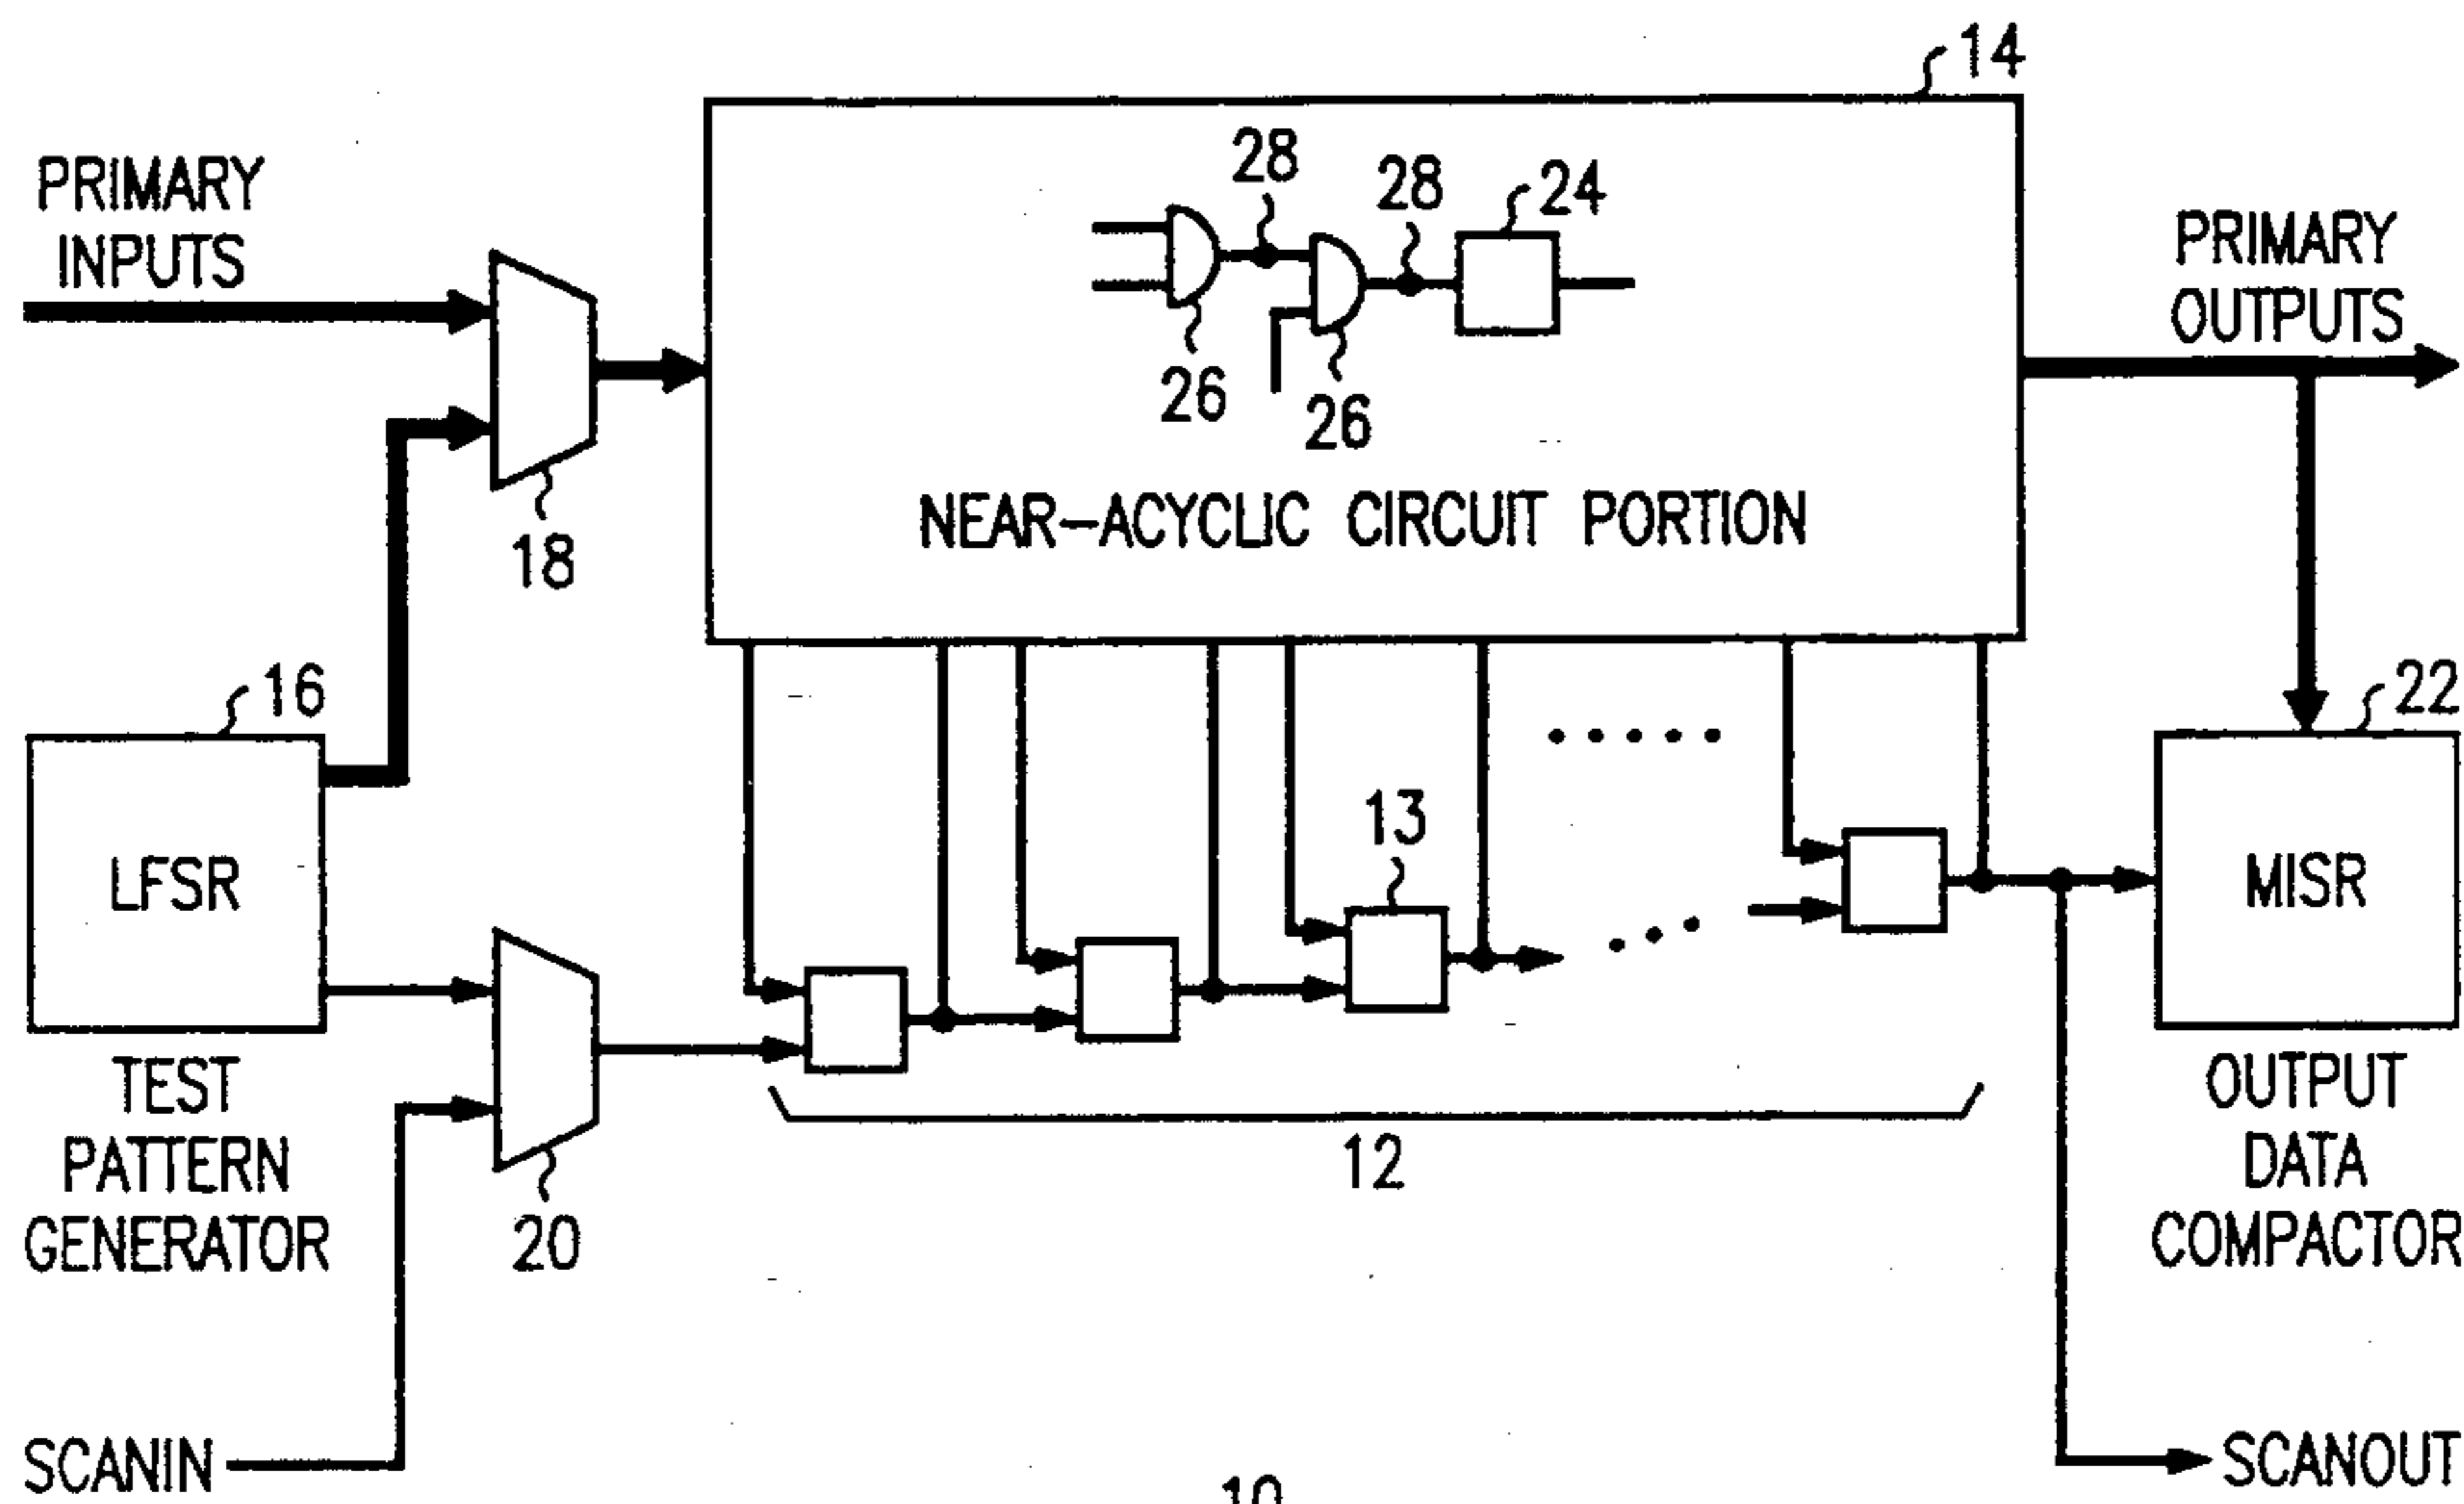 14
28
28
24
PRIMARY
INPUTS
PRIMARY
OUTPUTS
26
26
NEAR-ACYCLIC CIRCUIT PORTION
18
16
22
13
LFSR
MISR
TEST
PATTERN
GENERATOR
20
12
OUTPUT
DATA
COMPACTOR
SCANIN
SCANOUT
10